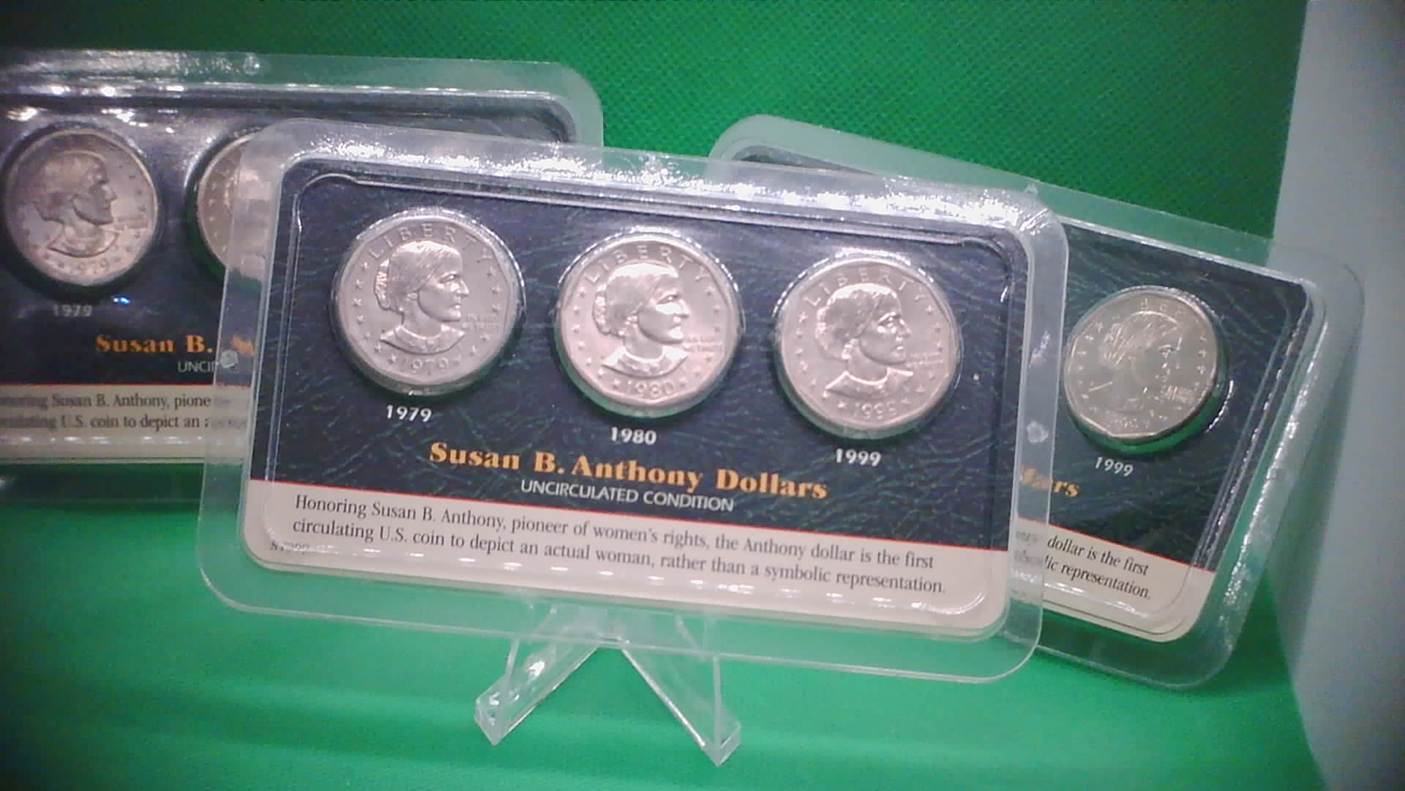 1979
Susan B.
Honoring Susan B. Anthony, pione
U.S. coin to depict an
LIBERTY
1979
LIBERTY
1980
LIBERTY
1999
1979
1980
1999
Susan B. Anthony Dollars
UNCIRCULATED CONDITION
Honoring Susan B. Anthony, pioneer of women's rights, the Anthony dollar is the first
circulating U.S. coin to depict an actual woman, rather than a symbolic representation.
1999
dollar is the first
representation.